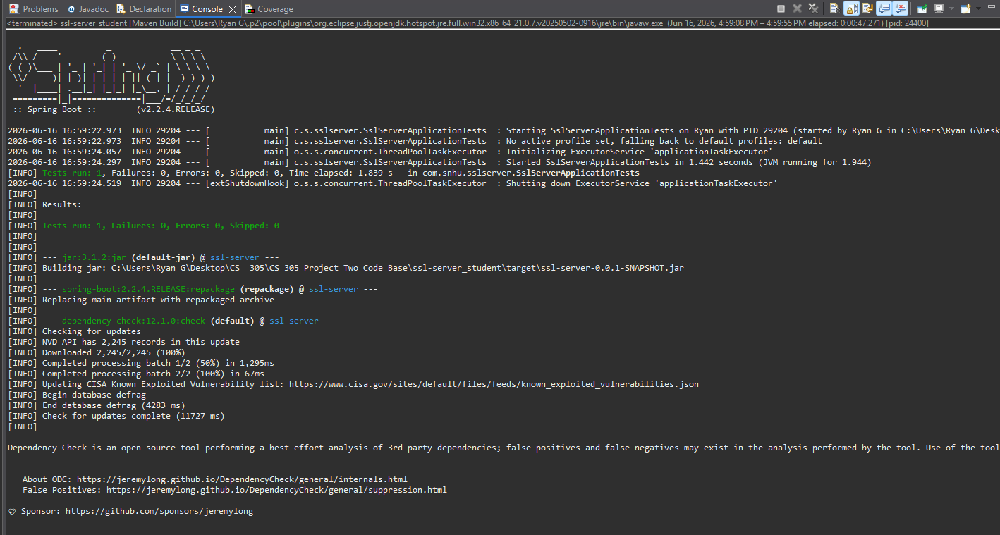 Problems Javadoc Declaration Console Coverage
<terminated> ssl-server_student [Maven Build] C:\Users\Ryan G\.p2\pool\plugins\org.eclipse.justj.openjdk.hotspot.jre.full.win32.x86_64_21.0.7.v20250502-0916\jre\bin\javaw.exe (Jun 16, 2026, 4:59:08 PM – 4:59:55 PM elapsed: 0:00:47.271) [pid: 24400]
  .   ____          _            __ _ _
 /\\ / ___'_ __ _ _(_)_ __  __ _ \ \ \ \
( ( )\___ | '_ | '_| | '_ \/ _` | \ \ \ \
 \\/  ___)| |_)| | | | | || (_| |  ) ) ) )
  '  |____| .__|_| |_|_| |_\__, | / / / /
 =========|_|==============|___/=/_/_/_/
 :: Spring Boot ::        (v2.2.4.RELEASE)
2026-06-16 16:59:22.973  INFO 29204 --- [           main] c.s.sslserver.SslServerApplicationTests  : Starting SslServerApplicationTests on Ryan with PID 29204 (started by Ryan G in C:\Users\Ryan G\Desk
2026-06-16 16:59:22.973  INFO 29204 --- [           main] c.s.sslserver.SslServerApplicationTests  : No active profile set, falling back to default profiles: default
2026-06-16 16:59:24.057  INFO 29204 --- [           main] o.s.s.concurrent.ThreadPoolTaskExecutor  : Initializing ExecutorService 'applicationTaskExecutor'
2026-06-16 16:59:24.297  INFO 29204 --- [           main] c.s.sslserver.SslServerApplicationTests  : Started SslServerApplicationTests in 1.442 seconds (JVM running for 1.944)
[INFO] Tests run: 1, Failures: 0, Errors: 0, Skipped: 0, Time elapsed: 1.839 s - in com.snhu.sslserver.SslServerApplicationTests
2026-06-16 16:59:24.519  INFO 29204 --- [extShutdownHook] o.s.s.concurrent.ThreadPoolTaskExecutor  : Shutting down ExecutorService 'applicationTaskExecutor'
[INFO]
[INFO] Results:
[INFO]
[INFO] Tests run: 1, Failures: 0, Errors: 0, Skipped: 0
[INFO]
[INFO]
[INFO] --- jar:3.1.2:jar (default-jar) @ ssl-server ---
[INFO] Building jar: C:\Users\Ryan G\Desktop\CS  305\CS 305 Project Two Code Base\ssl-server_student\target\ssl-server-0.0.1-SNAPSHOT.jar
[INFO]
[INFO] --- spring-boot:2.2.4.RELEASE:repackage (repackage) @ ssl-server ---
[INFO] Replacing main artifact with repackaged archive
[INFO]
[INFO] --- dependency-check:12.1.0:check (default) @ ssl-server ---
[INFO] Checking for updates
[INFO] NVD API has 2,245 records in this update
[INFO] Downloaded 2,245/2,245 (100%)
[INFO] Completed processing batch 1/2 (50%) in 1,295ms
[INFO] Completed processing batch 2/2 (100%) in 67ms
[INFO] Updating CISA Known Exploited Vulnerability list: https://www.cisa.gov/sites/default/files/feeds/known_exploited_vulnerabilities.json
[INFO] Begin database defrag
[INFO] End database defrag (4283 ms)
[INFO] Check for updates complete (11727 ms)
[INFO]
Dependency-Check is an open source tool performing a best effort analysis of 3rd party dependencies; false positives and false negatives may exist in the analysis performed by the tool. Use of the tool
About ODC: https://jeremylong.github.io/DependencyCheck/general/internals.html
False Positives: https://jeremylong.github.io/DependencyCheck/general/suppression.html
Sponsor: https://github.com/sponsors/jeremylong